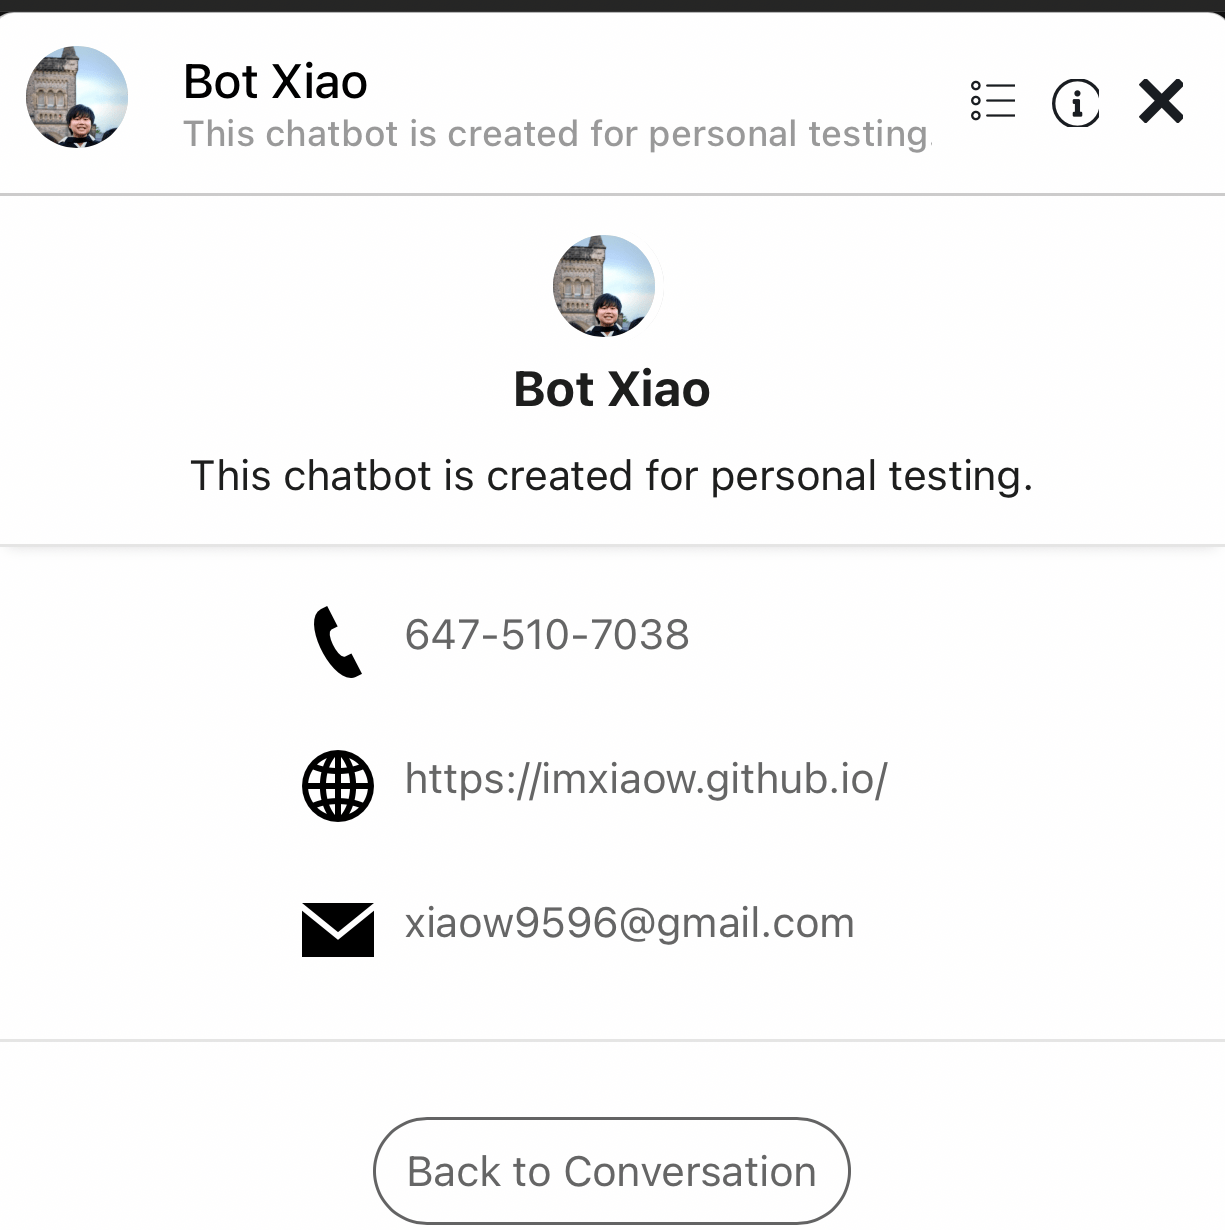 Bot Xiao
This chatbot is created for personal testing.
Bot Xiao
This chatbot is created for personal testing.
647-510-7038
https://imxiaow.github.io/
xiaow9596@gmail.com
Back to Conversation